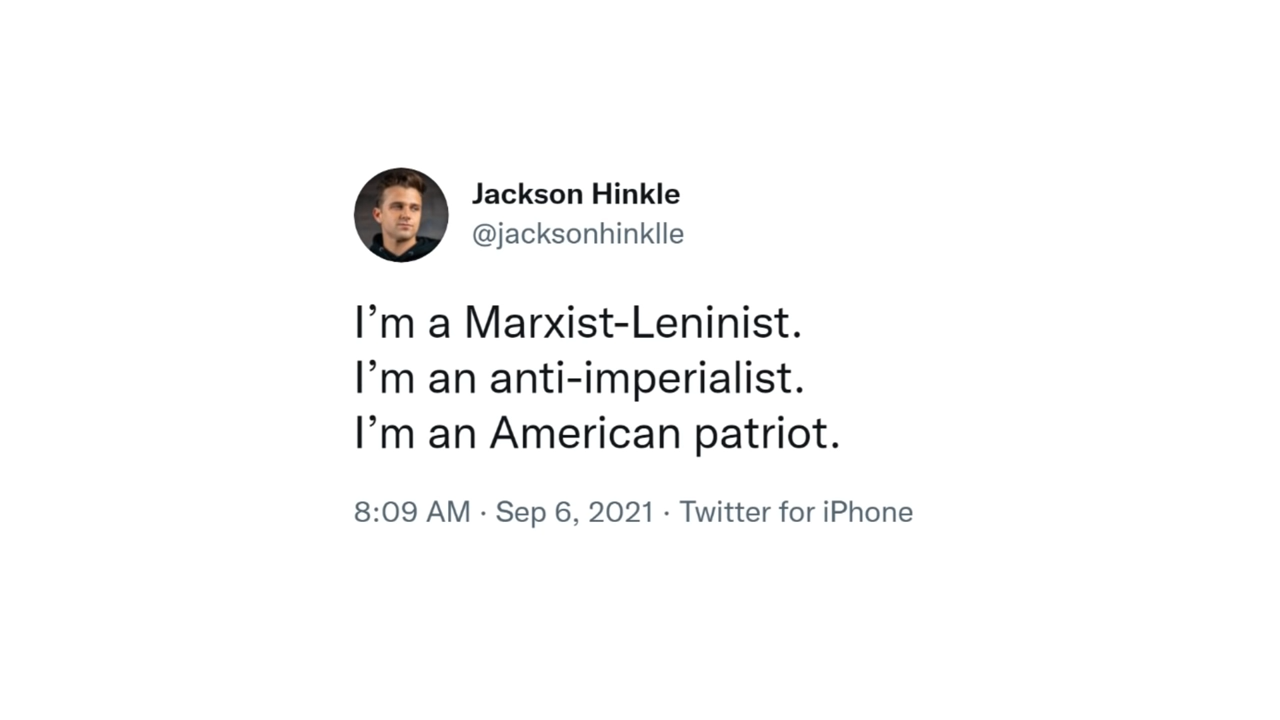 Jackson Hinkle
@jacksonhinklle
I’m a Marxist-Leninist.
I’m an anti-imperialist.
I’m an American patriot.
8:09 AM · Sep 6, 2021 · Twitter for iPhone